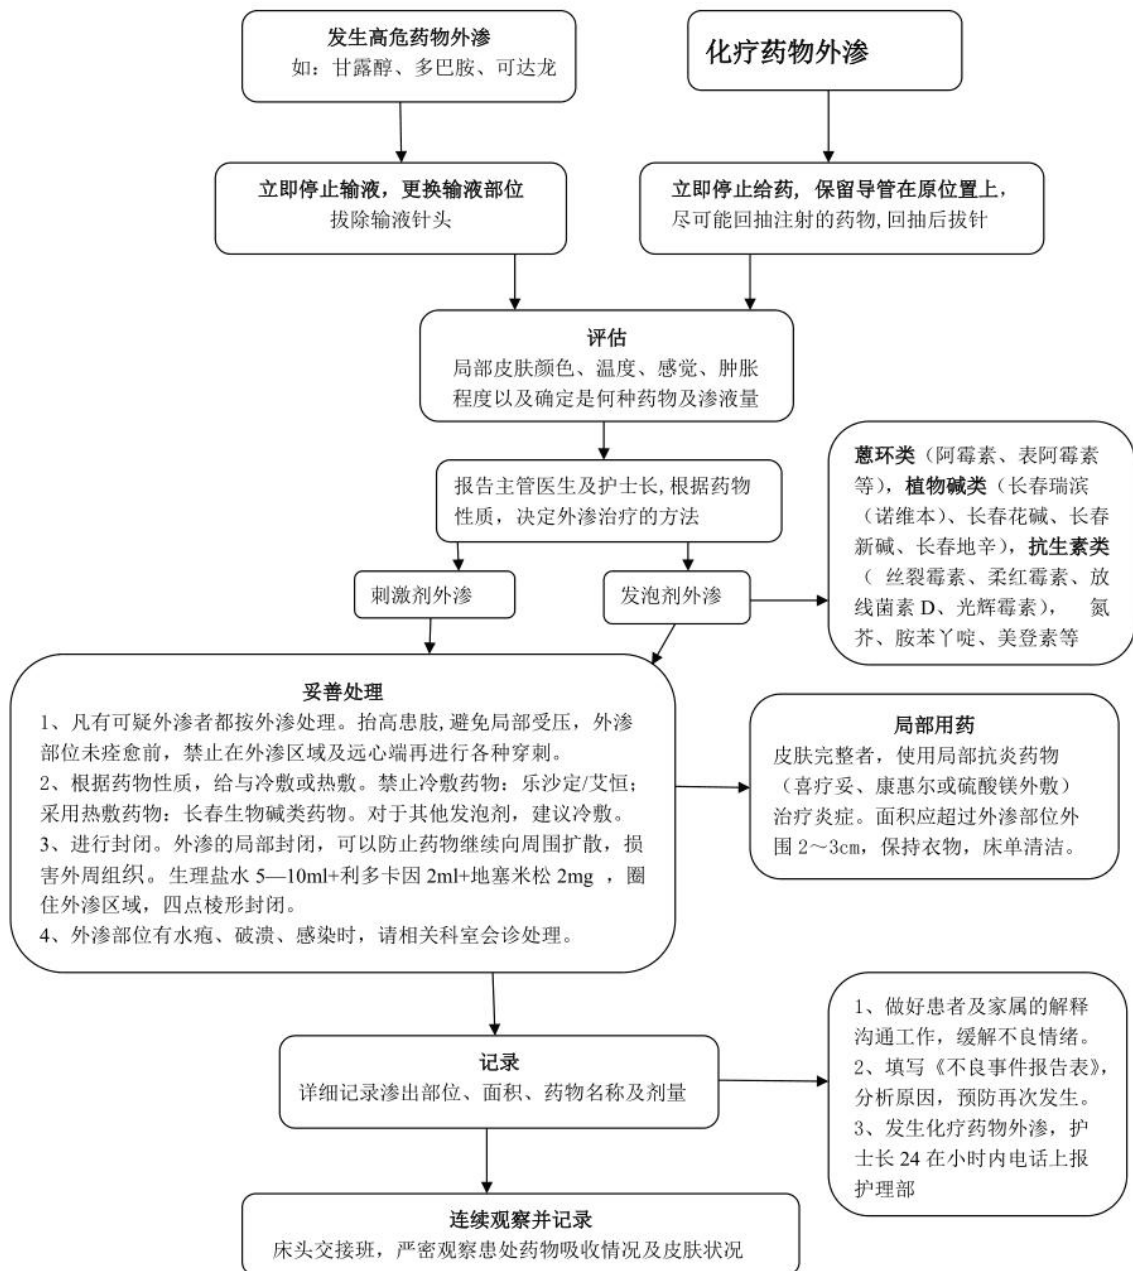 发生高危药物外渗
如：甘露醇、多巴胺、可达龙
化疗药物外渗
立即停止输液，更换输液部位
拔除输液针头
立即停止给药，保留导管在原位置上，
尽可能回抽注射的药物,回抽后拔针
评估
局部皮肤颜色、温度、感觉、肿胀
程度以及确定是何种药物及渗液量
报告主管医生及护士长,根据药物
性质，决定外渗治疗的方法
刺激剂外渗
发泡剂外渗
蒽环类（阿霉素、表阿霉素
等），植物碱类（长春瑞滨
（诺维本）、长春花碱、长春
新碱、长春地辛），抗生素类
（ 丝裂霉素、柔红霉素、放
线菌素 D、光辉霉素）， 氮
芥、胺苯丫啶、美登素等
妥善处理
1、凡有可疑外渗者都按外渗处理。抬高患肢,避免局部受压，外渗
部位未痊愈前，禁止在外渗区域及远心端再进行各种穿刺。
2、根据药物性质，给与冷敷或热敷。禁止冷敷药物：乐沙定/艾恒；
采用热敷药物：长春生物碱类药物。对于其他发泡剂，建议冷敷。
3、进行封闭。外渗的局部封闭，可以防止药物继续向周围扩散，损
害外周组织。生理盐水 5—10ml+利多卡因 2ml+地塞米松 2mg ，圈
住外渗区域，四点棱形封闭。
4、外渗部位有水疱、破溃、感染时，请相关科室会诊处理。
局部用药
皮肤完整者，使用局部抗炎药物
（喜疗妥、康惠尔或硫酸镁外敷）
治疗炎症。面积应超过外渗部位外
围 2～3cm，保持衣物，床单清洁。
记录
详细记录渗出部位、面积、药物名称及剂量
1、做好患者及家属的解释
沟通工作，缓解不良情绪。
2、填写《不良事件报告表》，
分析原因，预防再次发生。
3、发生化疗药物外渗，护
士长 24 在小时内电话上报
护理部
连续观察并记录
床头交接班，严密观察患处药物吸收情况及皮肤状况